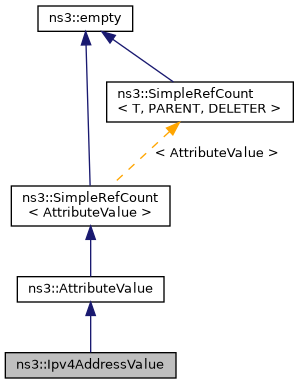 ns3::empty
ns3::SimpleRefCount
< T, PARENT, DELETER >
< AttributeValue >
ns3::SimpleRefCount
< AttributeValue >
ns3::AttributeValue
ns3::Ipv4AddressValue